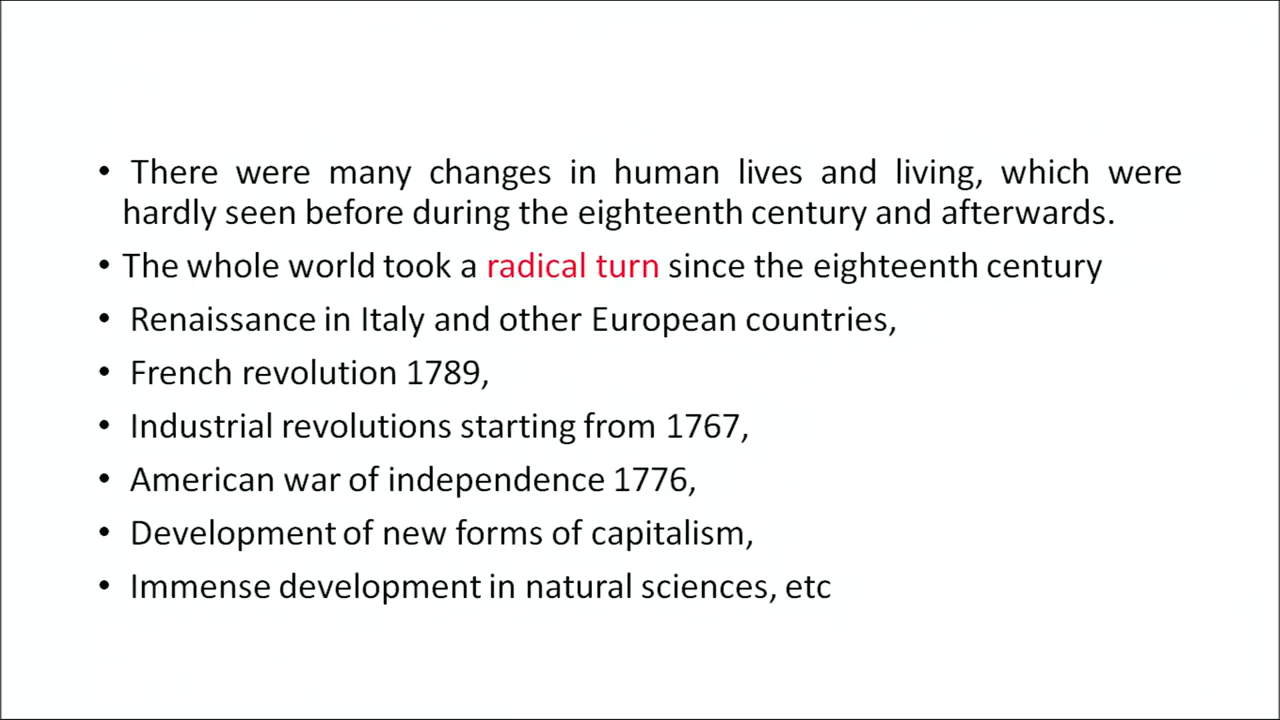 • There were many changes in human lives and living, which were
hardly seen before during the eighteenth century and afterwards.
• The whole world took a radical turn since the eighteenth century
• Renaissance in Italy and other European countries,
• French revolution 1789,
• Industrial revolutions starting from 1767,
• American war of independence 1776,
• Development of new forms of capitalism,
• Immense development in natural sciences, etc